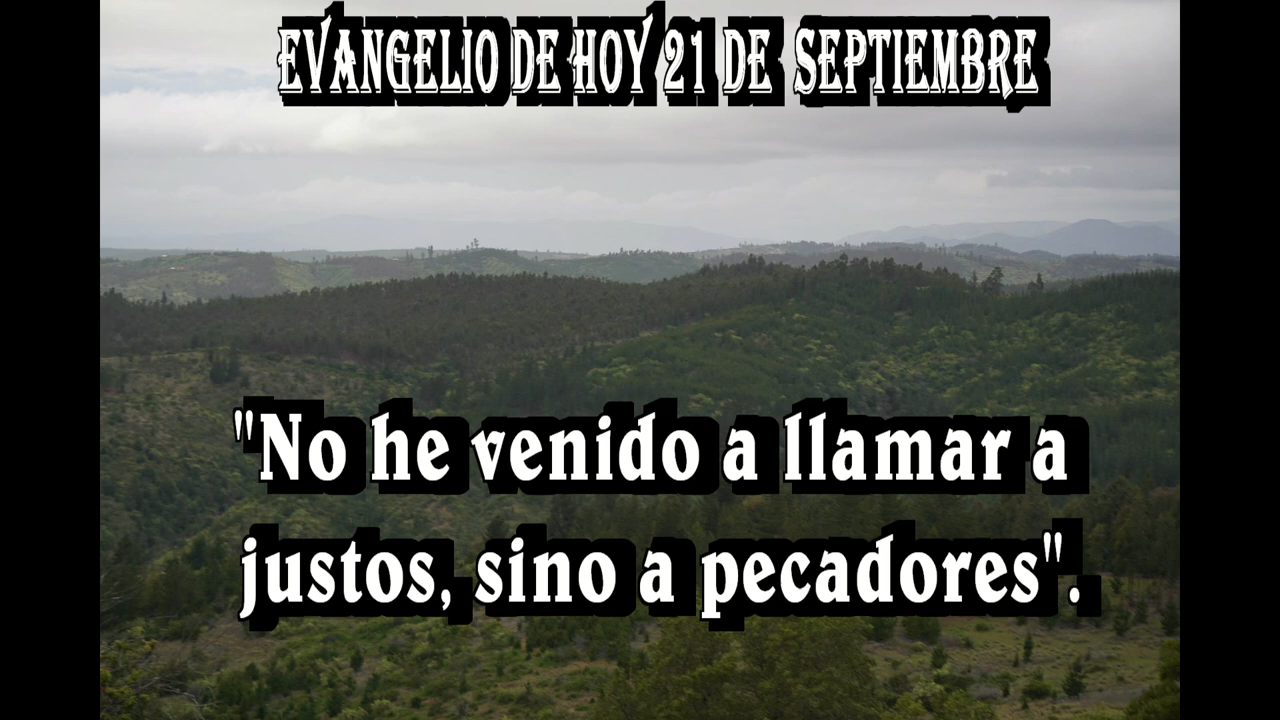 EVANGELIO DE HOY 21 DE SEPTIEMBRE
"No he venido a llamar a
justos, sino a pecadores".